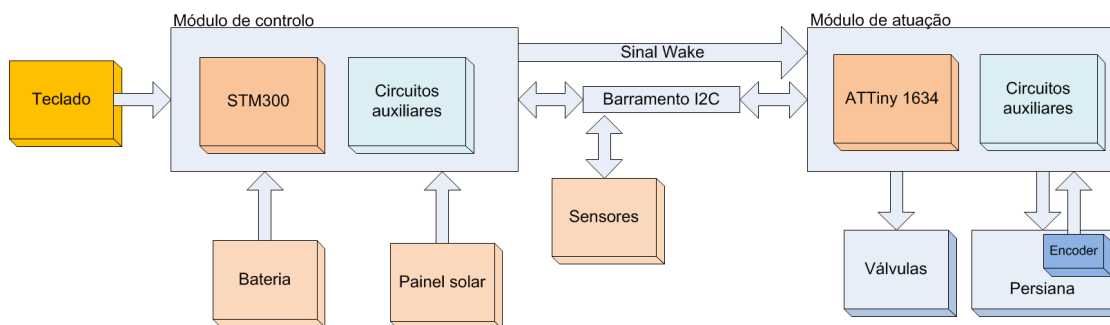 Módulo de controlo
Módulo de atuação
Sinal Wake
Teclado
STM300
Circuitos
auxiliares
Barramento I2C
ATTiny 1634
Circuitos
auxiliares
Sensores
Bateria
Painel solar
Válvulas
Encoder
Persiana